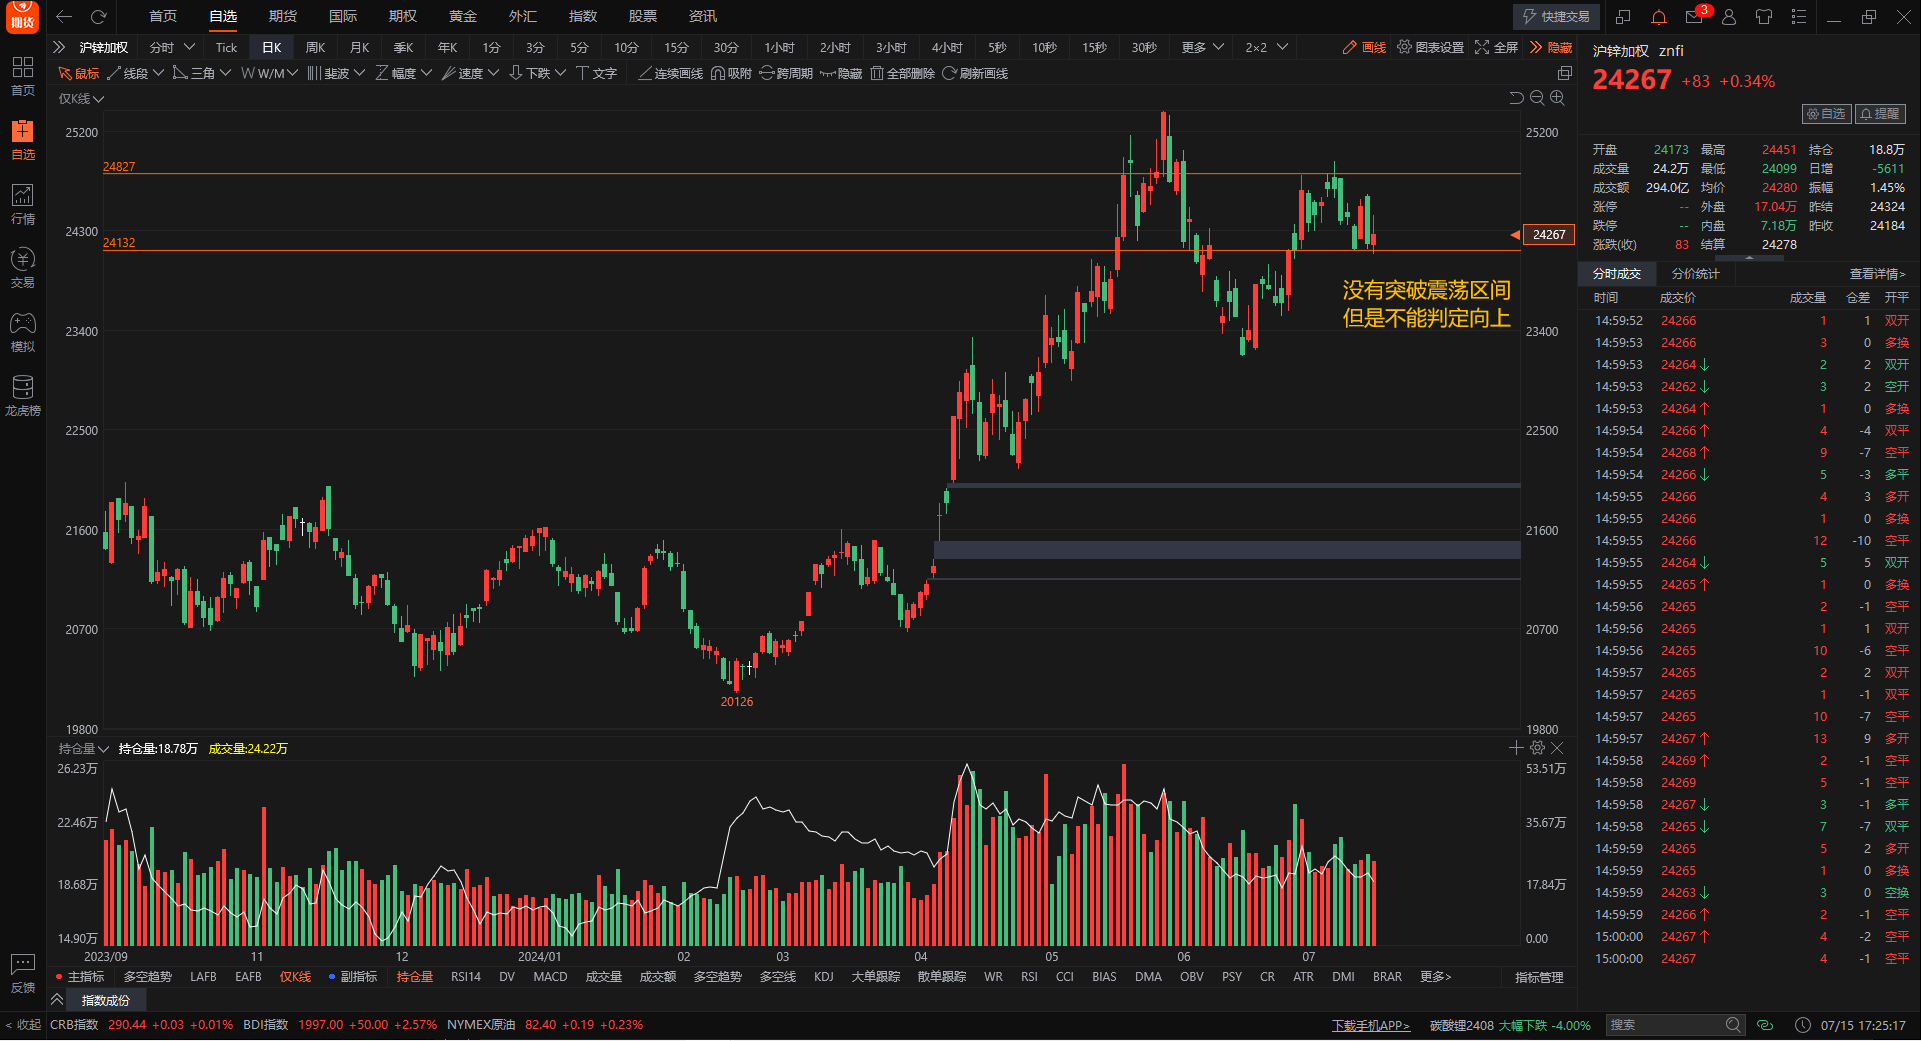 期货
首页 自选 期货 国际 期权 黄金 外汇 指数 股票 资讯
快捷交易 3
沪锌加权 分时 Tick 日K 周K 月K 季K 年K 1分 3分 5分 10分 15分 30分 1小时 2小时 3小时 4小时 5秒 10秒 15秒 30秒 更多 2×2 画线 图表设置 全屏 隐藏
鼠标 线段 三角 W/M 斐波 幅度 速度 下跌 文字 连续画线 吸附 跨周期 隐藏 全部删除 刷新画线
首页
自选
行情
交易
模拟
龙虎榜
反馈
< 收起
仅K线
25200 25200
24827
24300
24132
24267
23400 23400
22500 22500
21600 21600
20700 20700
19800 19800
没有突破震荡区间
但是不能判定向上
20126
持仓量 持仓量:18.78万 成交量:24.22万
26.23万 53.51万
22.46万 35.67万
18.68万 17.84万
14.90万 0.00
2023/09 11 12 2024/01 02 03 04 05 06 07
主指标 多空趋势 LAFB EAFB 仅K线 副指标 持仓量 RSI14 DV MACD 成交量 成交额 多空趋势 多空线 KDJ 大单跟踪 散单跟踪 WR RSI CCI BIAS DMA OBV PSY CR ATR DMI BRAR 更多> 指标管理
指数成份
CRB指数 290.44 +0.03 +0.01% BDI指数 1997.00 +50.00 +2.57% NYMEX原油 82.40 +0.19 +0.23%
下载手机APP> 碳酸锂2408 大幅下跌 -4.00% 搜索 07/15 17:25:17
沪锌加权 znfi
24267 +83 +0.34%
自选 提醒
开盘 24173 最高 24451 持仓 18.8万
成交量 24.2万 最低 24099 日增 -5611
成交额 294.0亿 均价 24280 振幅 1.45%
涨停 -- 外盘 17.04万 昨结 24324
跌停 -- 内盘 7.18万 昨收 24184
涨跌(收) 83 结算 24278
分时成交 分价统计 查看详情>
时间 成交价 成交量 仓差 开平
14:59:52 24266 1 1 双开
14:59:53 24266 3 0 多换
14:59:53 24264↓ 2 2 双开
14:59:53 24262↓ 3 2 空开
14:59:53 24264↑ 1 0 多换
14:59:54 24266↑ 4 -4 双平
14:59:54 24268↑ 9 -7 空平
14:59:54 24266↓ 5 -3 多平
14:59:55 24266 4 3 多开
14:59:55 24266 1 0 多换
14:59:55 24266 12 -10 空平
14:59:55 24264↓ 5 5 双开
14:59:55 24265↑ 1 0 多换
14:59:56 24265 2 -1 空平
14:59:56 24265 1 1 双开
14:59:56 24265 10 -6 空平
14:59:57 24265 2 2 双开
14:59:57 24265 1 -1 双平
14:59:57 24265 10 -7 空平
14:59:57 24267↑ 13 9 多开
14:59:58 24269↑ 2 -1 空平
14:59:58 24269 5 -1 空平
14:59:58 24267↓ 3 -1 多平
14:59:58 24265↓ 7 -7 双平
14:59:59 24265 5 2 多开
14:59:59 24265 1 0 多换
14:59:59 24263↓ 3 0 空换
14:59:59 24266↑ 2 -1 空平
15:00:00 24267↑ 4 -2 空平
15:00:00 24267 4 -1 空平